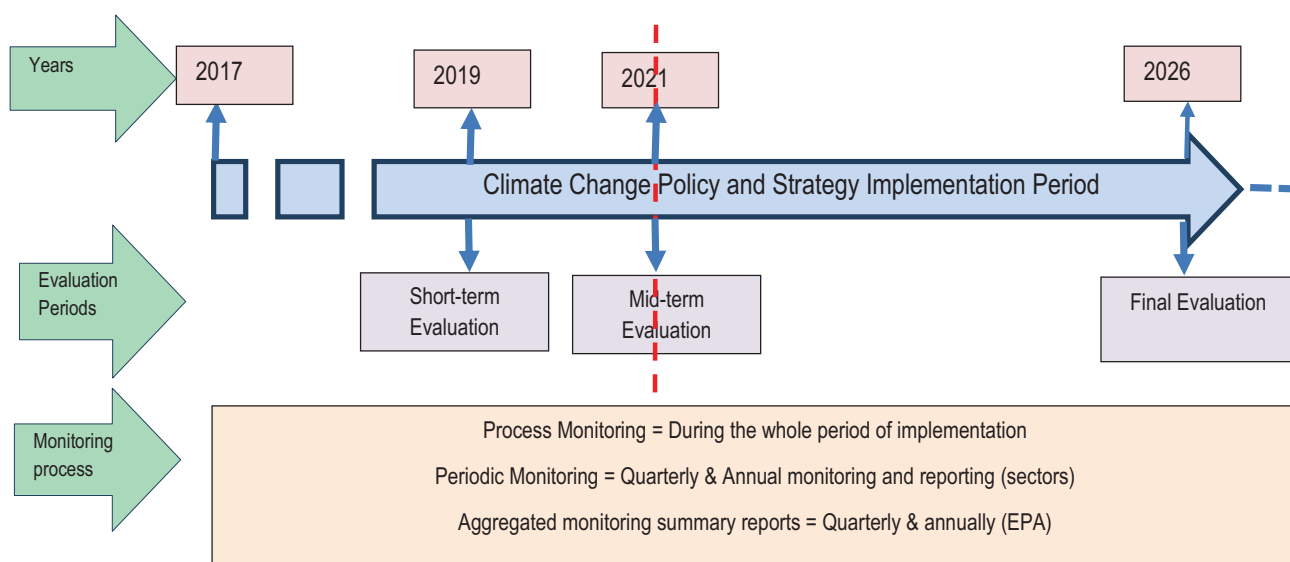 Years
2017
2019
2021
2026
Climate Change Policy and Strategy Implementation Period
Evaluation
Periods
Short-term
Evaluation
Mid-term
Evaluation
Final Evaluation
Monitoring
process
Process Monitoring = During the whole period of implementation
Periodic Monitoring = Quarterly & Annual monitoring and reporting (sectors)
Aggregated monitoring summary reports = Quarterly & annually (EPA)